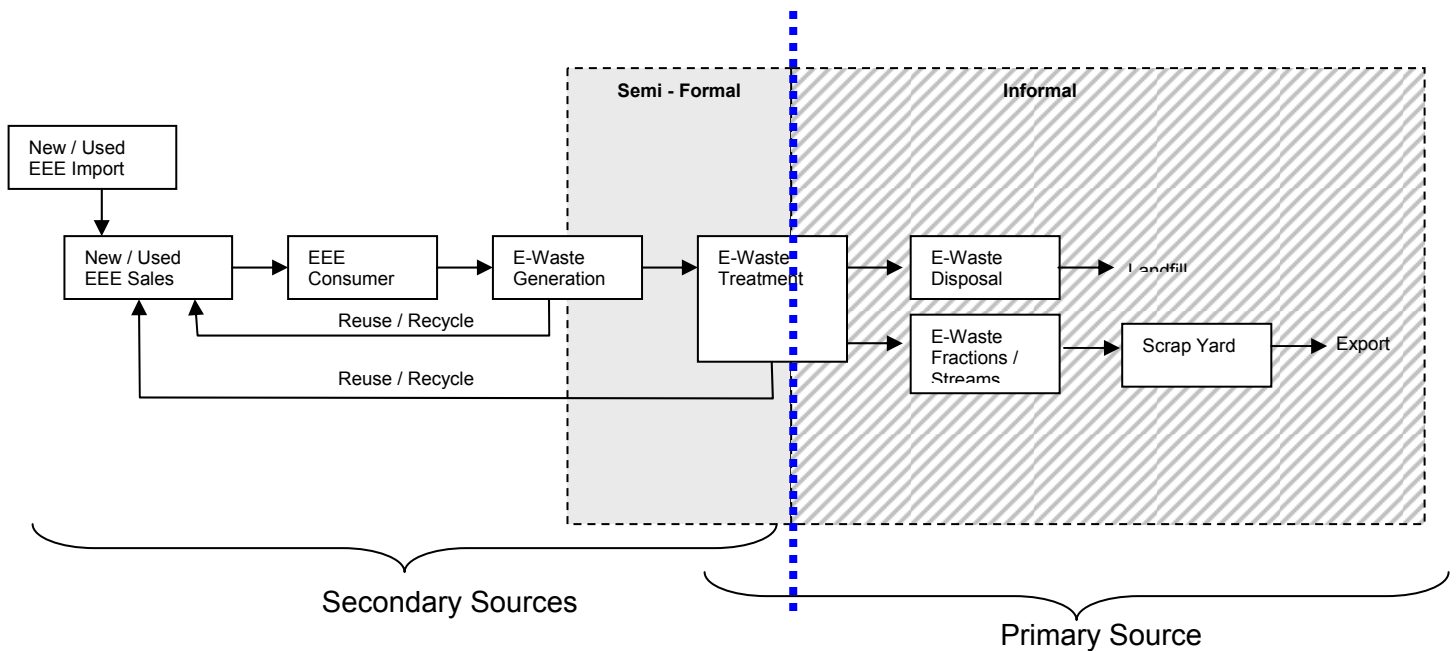 Semi - Formal
Informal
New / Used
EEE Import
New / Used
EEE Sales
EEE
Consumer
E-Waste
Generation
E-Waste
Treatment
E-Waste
Disposal
Landfill
Reuse / Recycle
E-Waste
Fractions /
Streams
Scrap Yard
Export
Reuse / Recycle
Secondary Sources
Primary Source